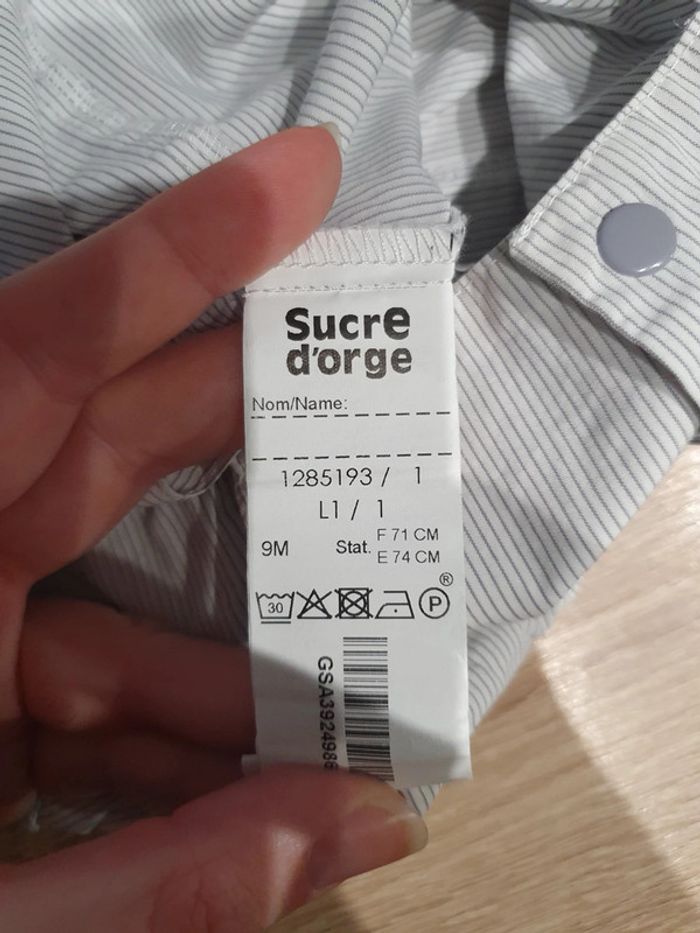 Sucre
d'orge
Nom/Name:
1285193 / 1
L1 / 1
9M Stat. F 71 CM
E 74 CM
®
30 P
GSA3924986